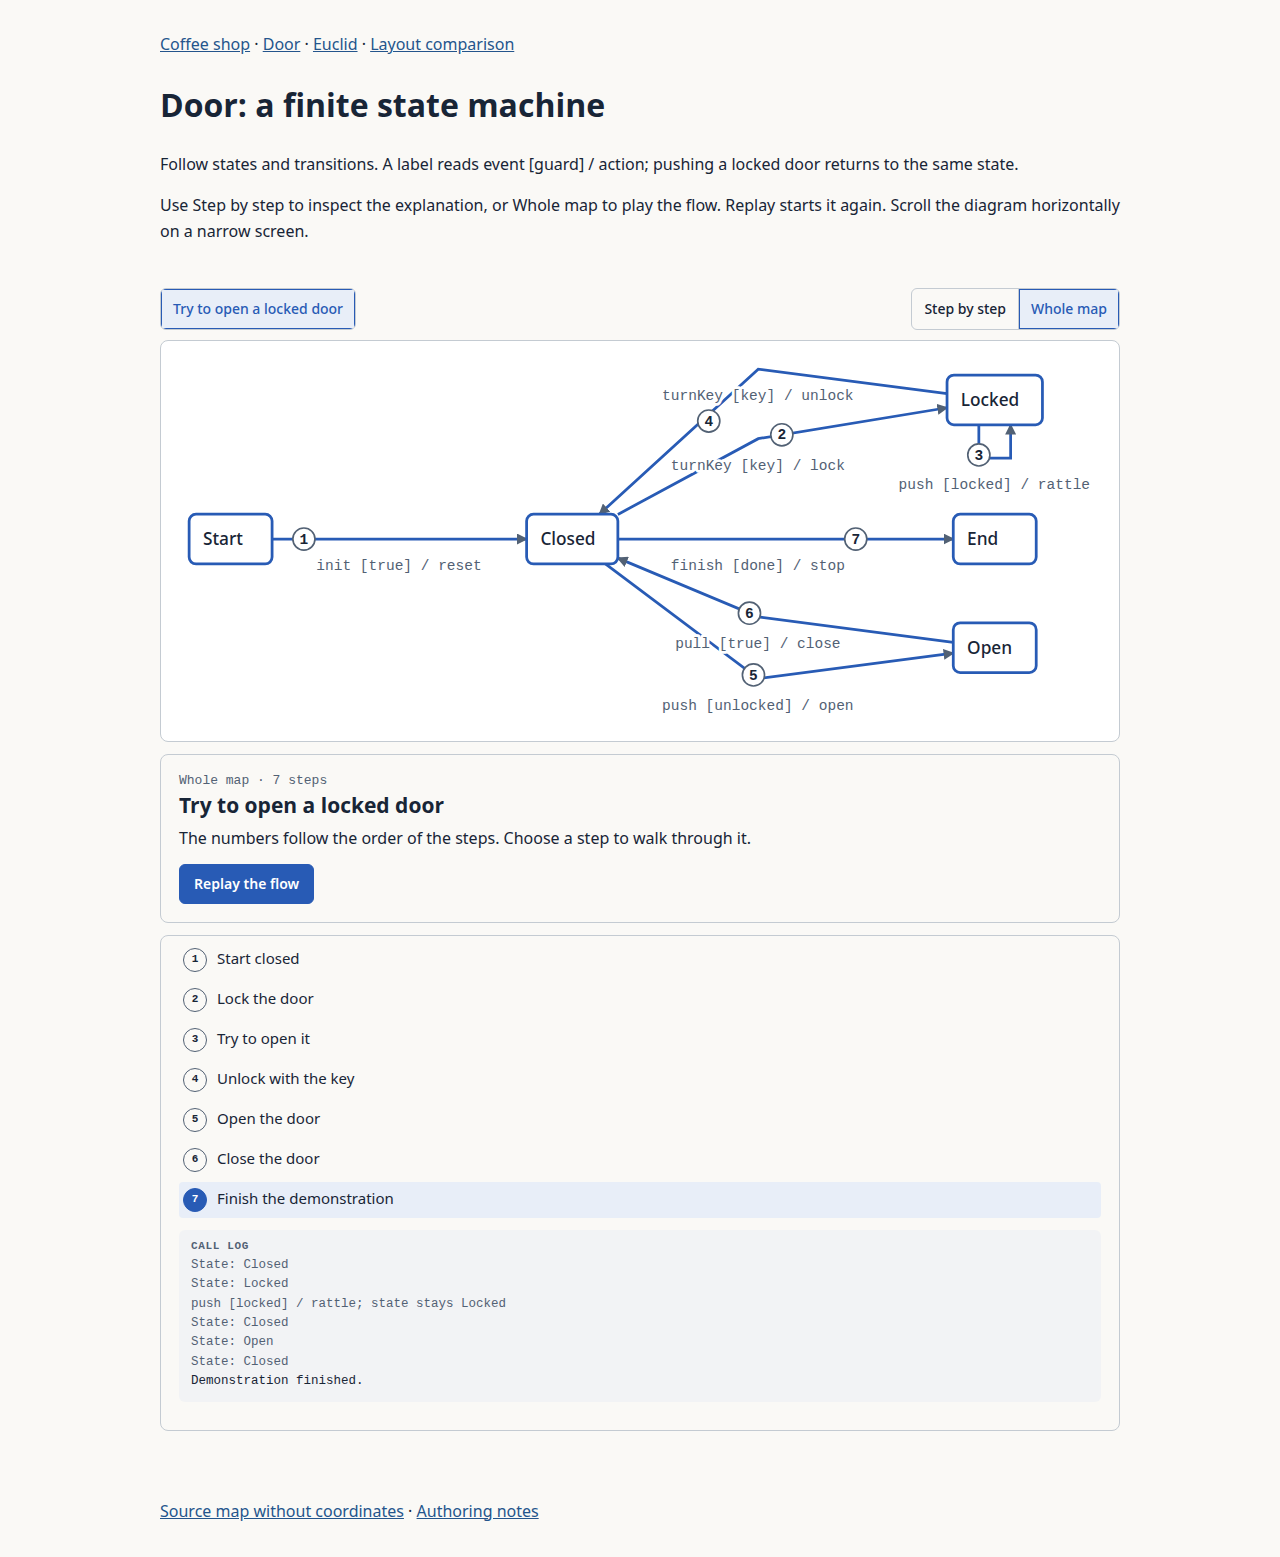 Coffee shop · Door · Euclid · Layout comparison
Door: a finite state machine
Follow states and transitions. A label reads event [guard] / action; pushing a locked door returns to the same state.
Use Step by step to inspect the explanation, or Whole map to play the flow. Replay starts it again. Scroll the diagram horizontally
on a narrow screen.
Try to open a locked door
Step by step
Whole map
turnKey [key] / unlock
Locked
4
2
turnKey [key] / lock
3
push [locked] / rattle
Start
1
init [true] / reset
Closed
7
finish [done] / stop
End
6
pull [true] / close
Open
5
push [unlocked] / open
Whole map · 7 steps
Try to open a locked door
The numbers follow the order of the steps. Choose a step to walk through it.
Replay the flow
1 Start closed
2 Lock the door
3 Try to open it
4 Unlock with the key
5 Open the door
6 Close the door
7 Finish the demonstration
CALL LOG
State: Closed
State: Locked
push [locked] / rattle; state stays Locked
State: Closed
State: Open
State: Closed
Demonstration finished.
Source map without coordinates · Authoring notes